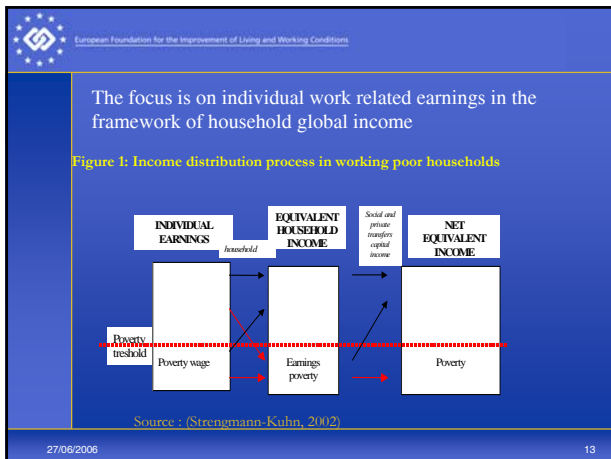 European Foundation for the Improvement of Living and Working Conditions
The focus is on individual work related earnings in the
framework of household global income
Figure 1: Income distribution process in working poor households
INDIVIDUAL
EARNINGS
household
EQUIVALENT
HOUSEHOLD
INCOME
Social and
private
transfers
capital
income
NET
EQUIVALENT
INCOME
Poverty
treshold
Poverty wage
Earnings
poverty
Poverty
Source : (Strengmann-Kuhn, 2002)
27/06/2006
13